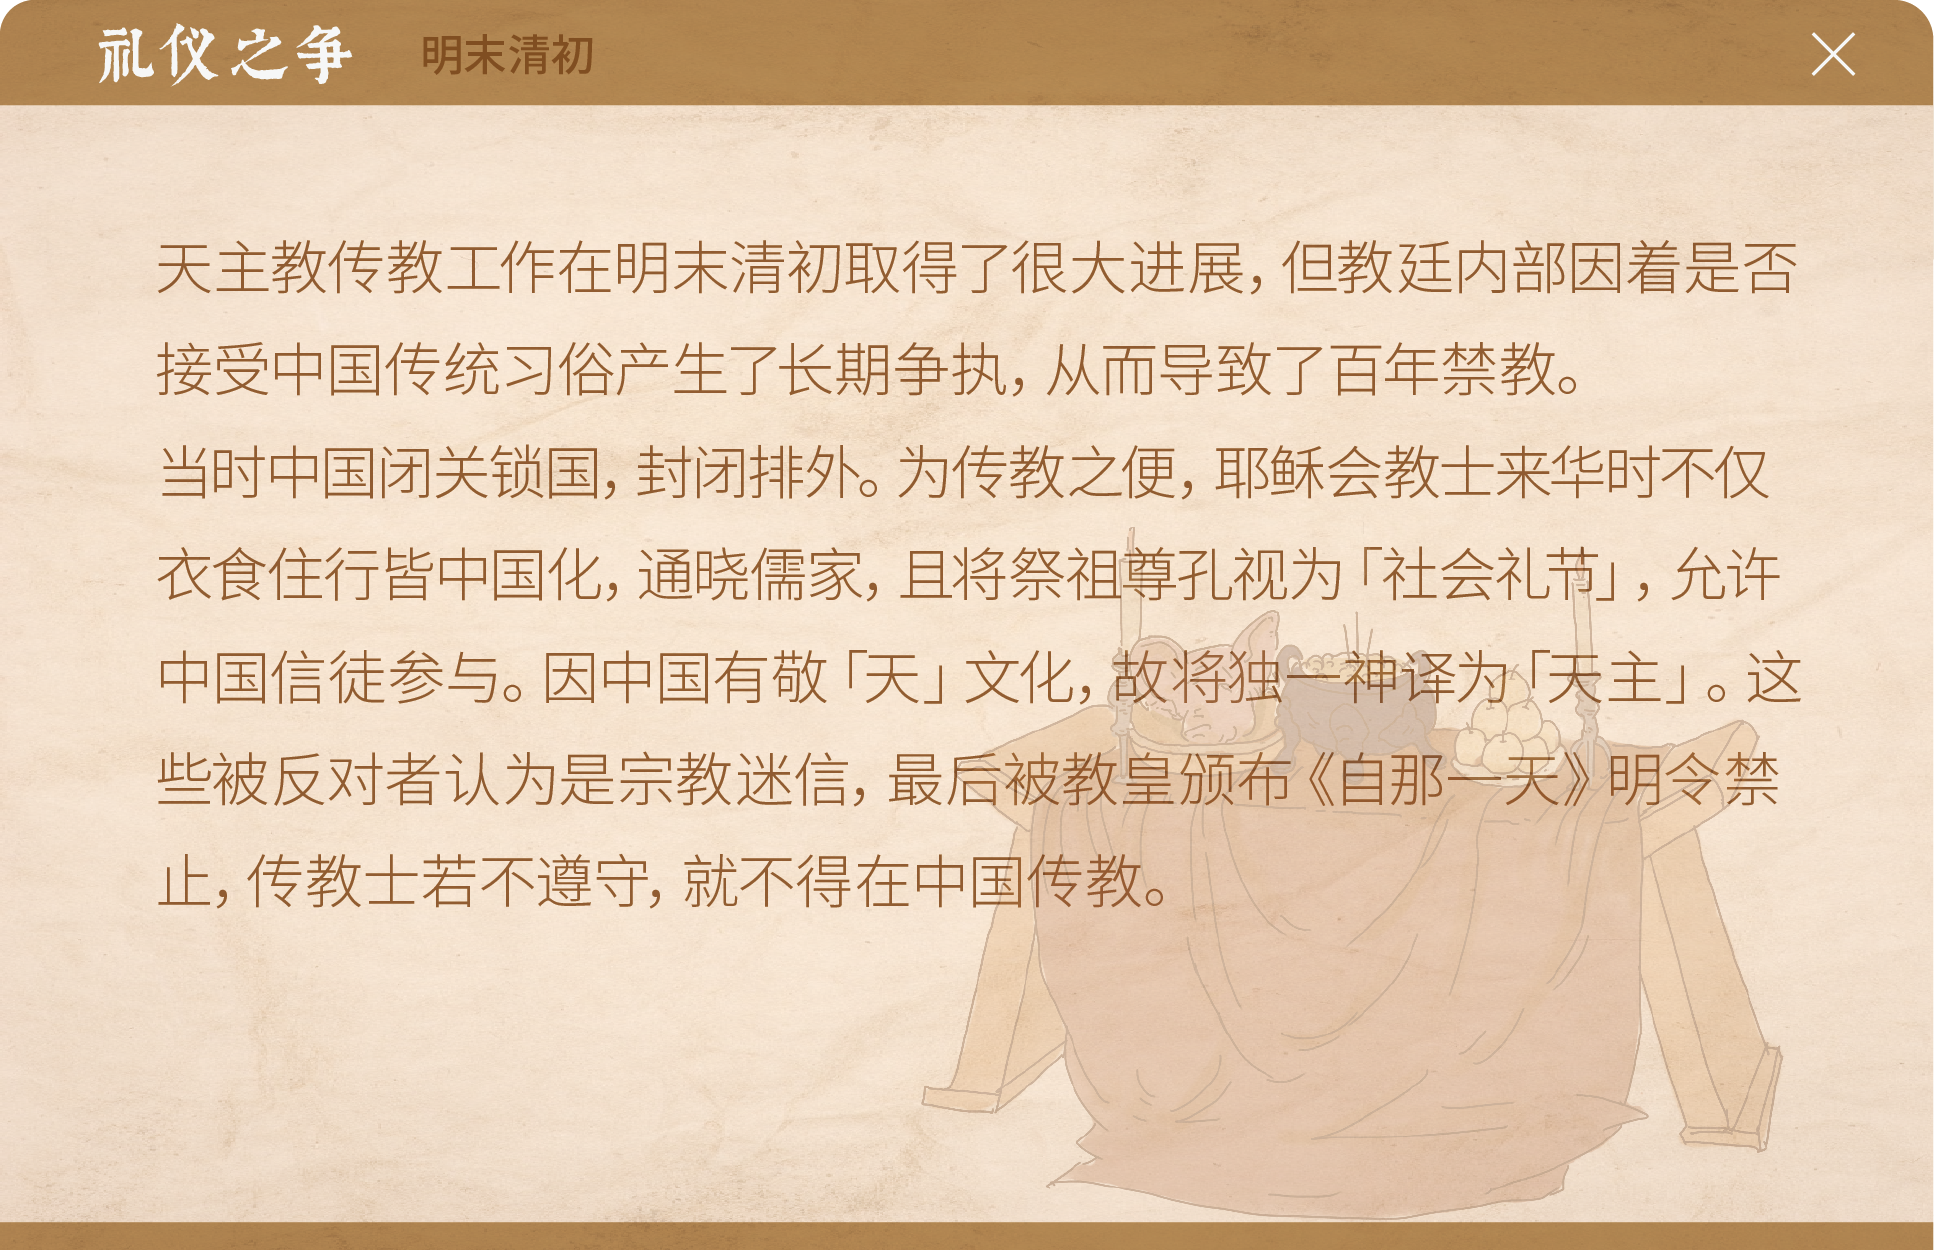 礼仪之争 明末清初
天主教传教工作在明末清初取得了很大进展，但教廷内部因着是否
接受中国传统习俗产生了长期争执，从而导致了百年禁教。
当时中国闭关锁国，封闭排外。为传教之便，耶稣会教士来华时不仅
衣食住行皆中国化，通晓儒家，且将祭祖尊孔视为「社会礼节」，允许
中国信徒参与。因中国有敬「天」文化，故将独一神译为「天主」。这
些被反对者认为是宗教迷信，最后被教皇颁布《自那一天》明令禁
止，传教士若不遵守，就不得在中国传教。